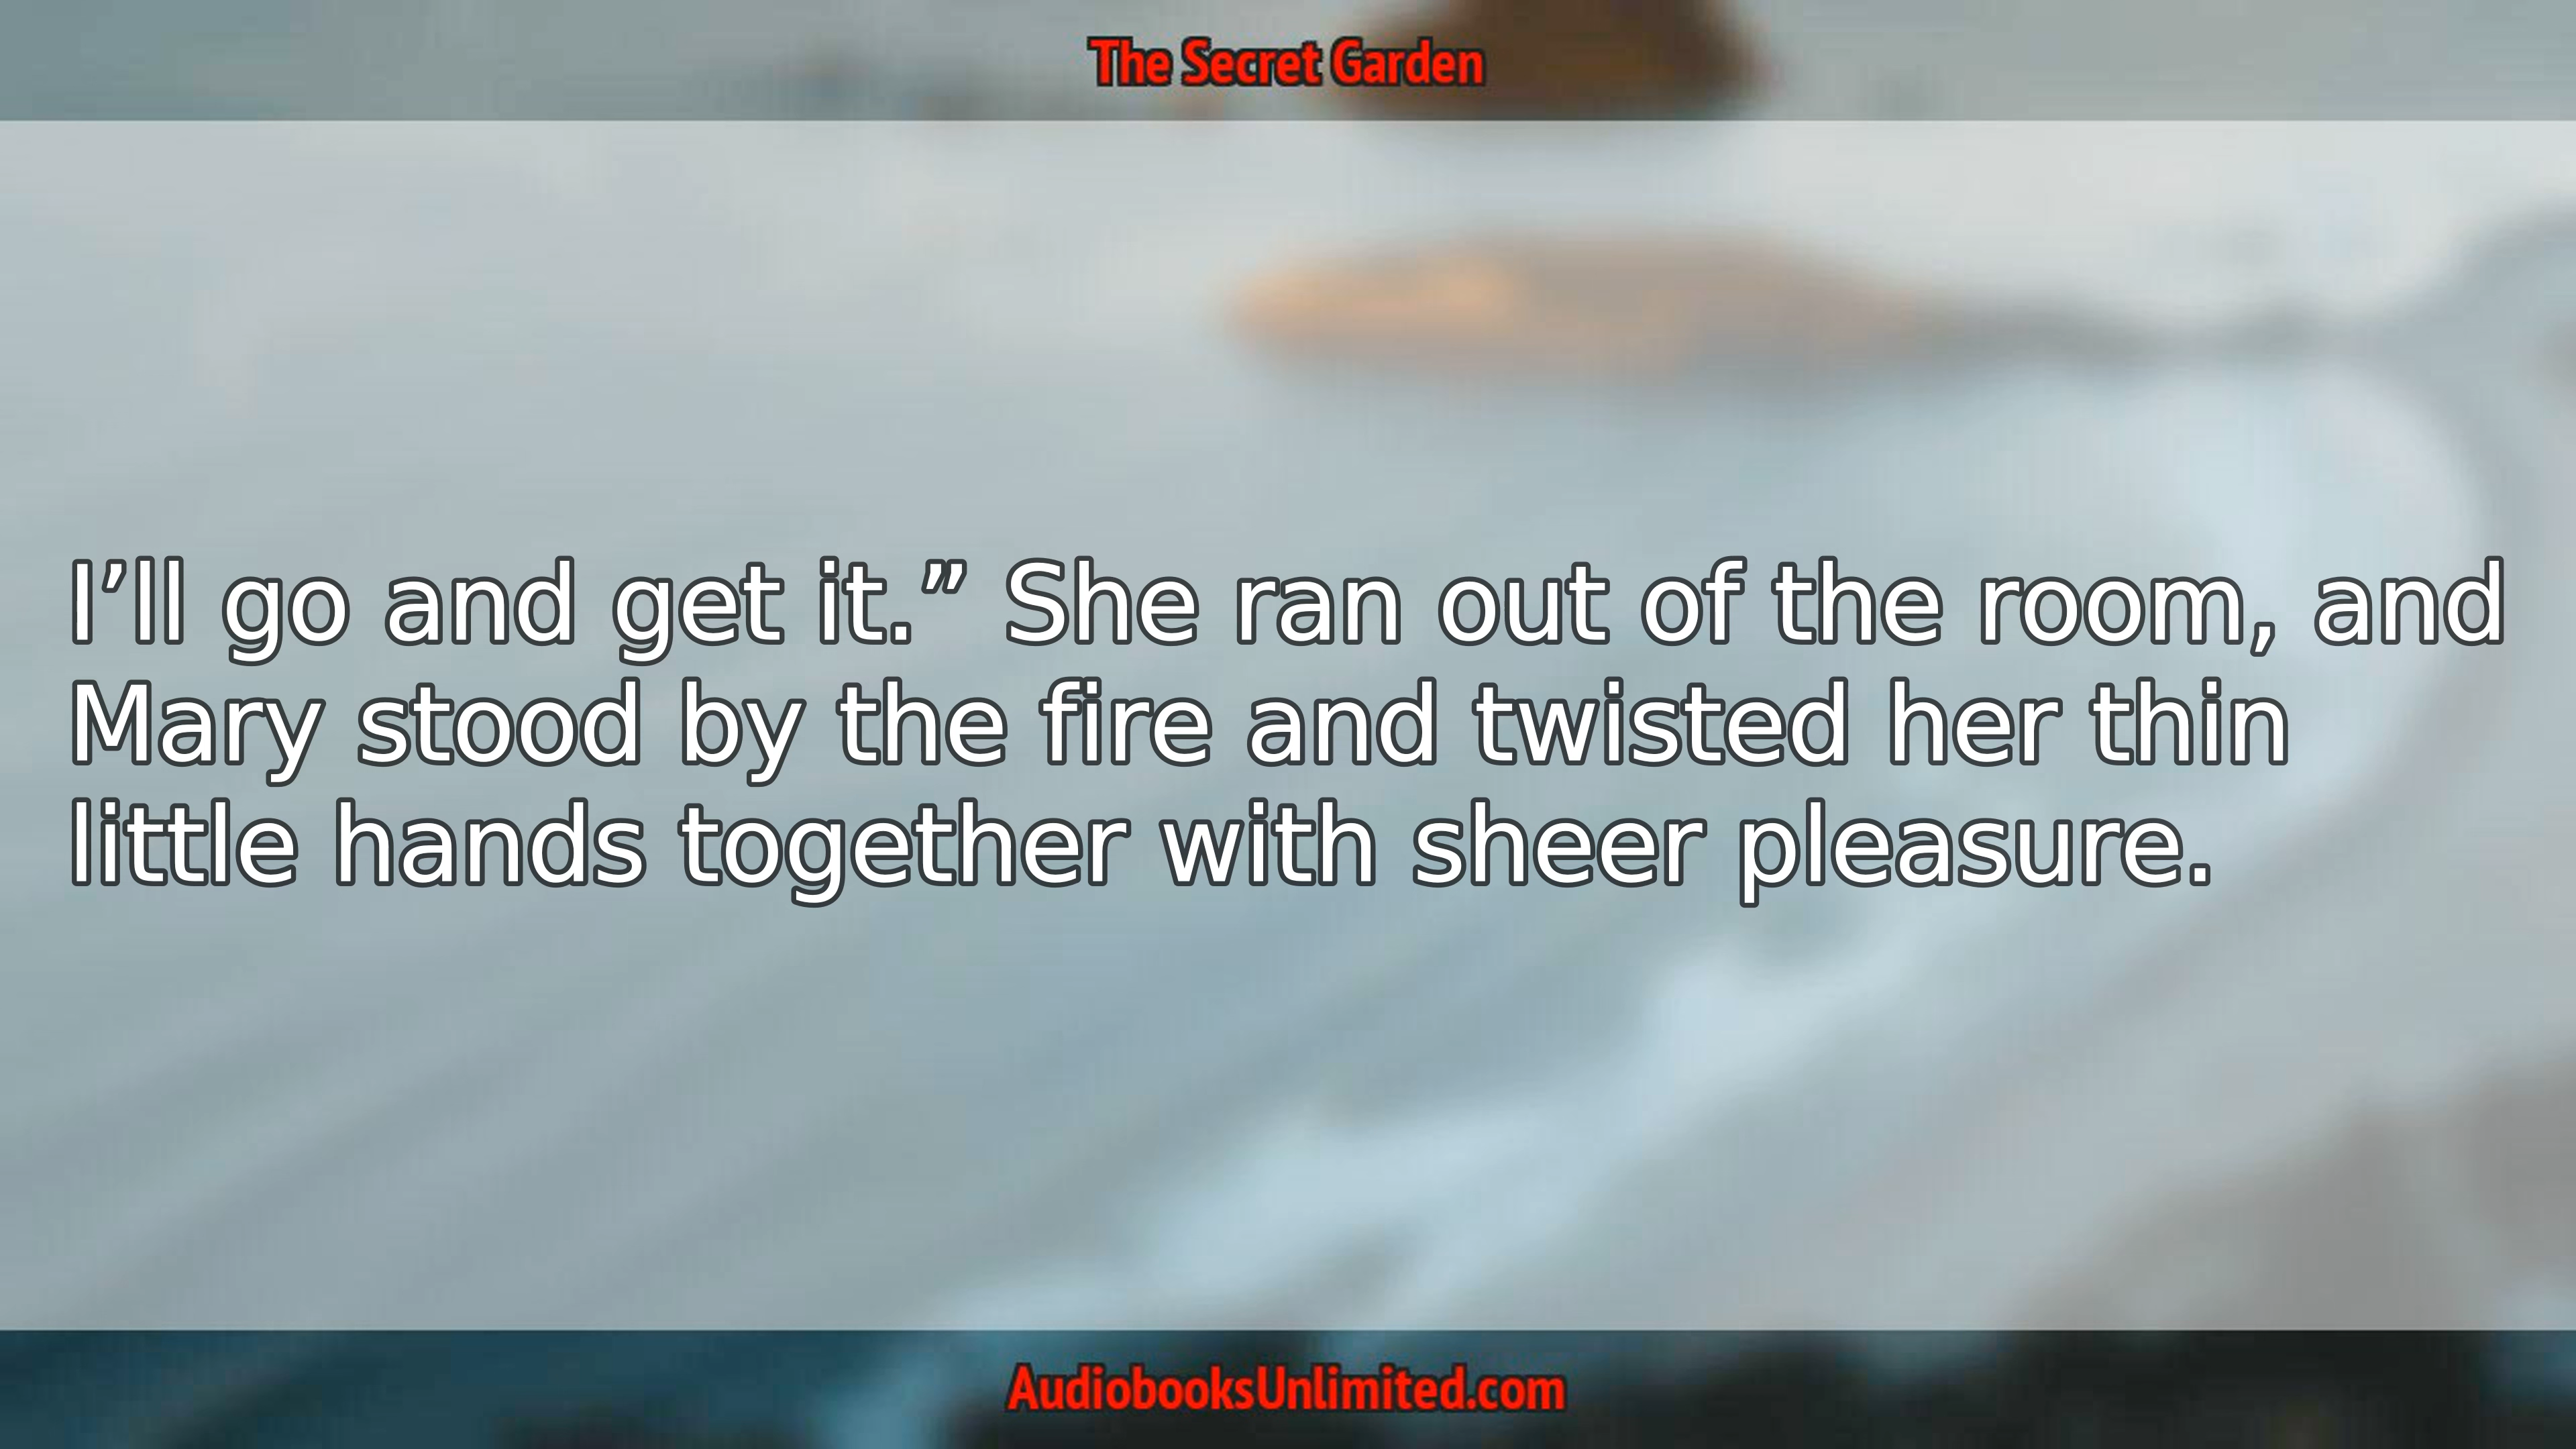 The Secret Garden
I’ll go and get it.” She ran out of the room, and
Mary stood by the fire and twisted her thin
little hands together with sheer pleasure.
AudiobooksUnlimited.com